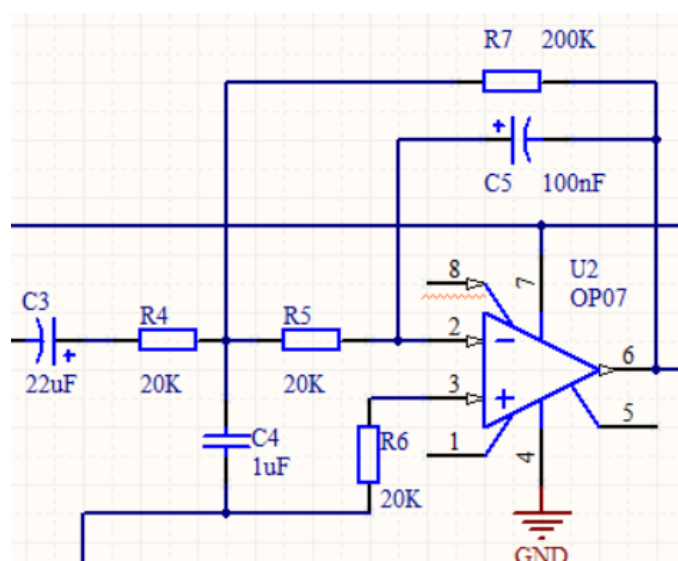 R7 200K
+
C5 100nF
8
7
U2
OP07
C3
R4
R5
2
-
6
+
22uF
20K
20K
3
+
C4
1uF
R6
1
4
5
20K
GND